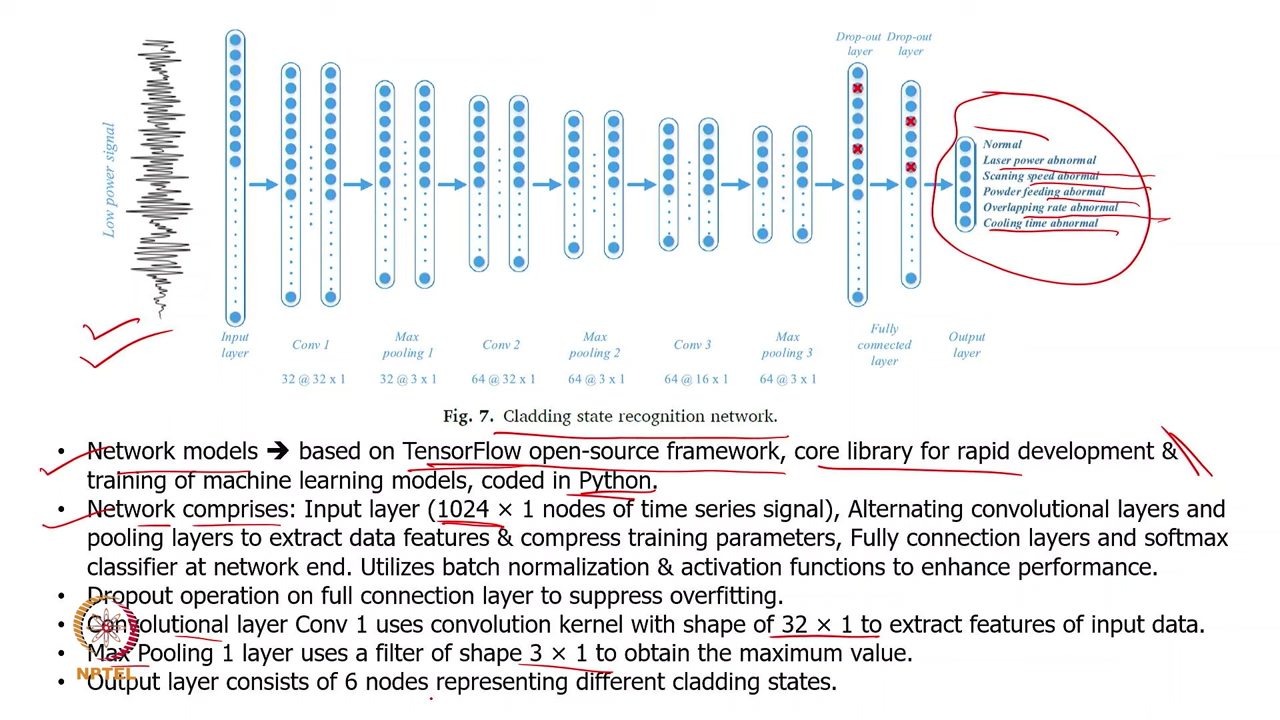 Low power signal
Drop-out layer
Drop-out layer
Normal
Laser power abnormal
Scaning speed abormal
Powder feeding abormal
Overlapping rate abnormal
Cooling time abnormal
Input layer
Conv 1
Max pooling 1
Conv 2
Max pooling 2
Conv 3
Max pooling 3
Fully connected layer
Output layer
32 @ 32 x 1
32 @ 3 x 1
64 @ 32 x 1
64 @ 3 x 1
64 @ 16 x 1
64 @ 3 x 1
Fig. 7. Cladding state recognition network.
• Network models ➔ based on TensorFlow open-source framework, core library for rapid development &
training of machine learning models, coded in Python.
• Network comprises: Input layer (1024 × 1 nodes of time series signal), Alternating convolutional layers and
pooling layers to extract data features & compress training parameters, Fully connection layers and softmax
classifier at network end. Utilizes batch normalization & activation functions to enhance performance.
• Dropout operation on full connection layer to suppress overfitting.
• Convolutional layer Conv 1 uses convolution kernel with shape of 32 × 1 to extract features of input data.
• Max Pooling 1 layer uses a filter of shape 3 × 1 to obtain the maximum value.
• Output layer consists of 6 nodes representing different cladding states.
NPTEL